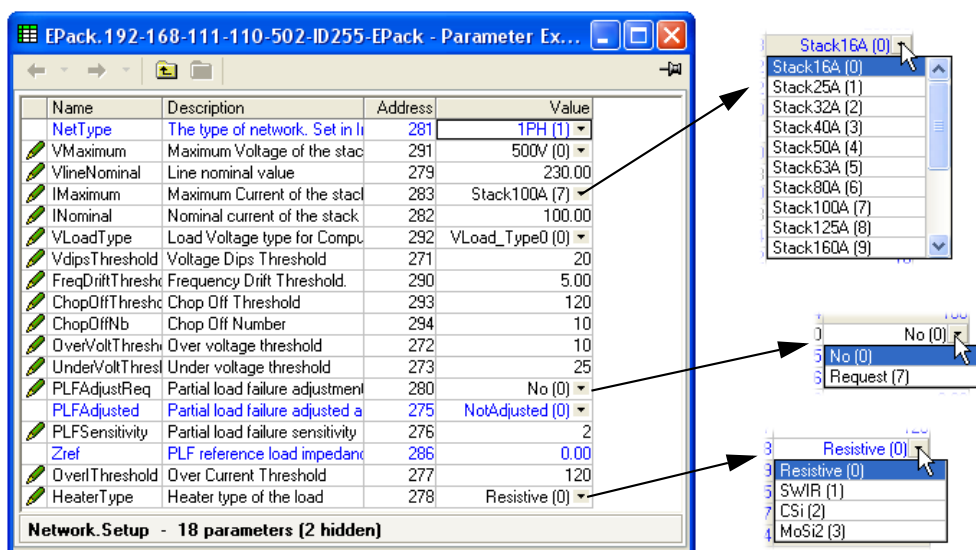 EPack.192-168-111-110-502-ID255-EPack - Parameter Ex...
Name Description Address Value
NetType The type of network. Set in I 281 1PH (1)
VMaximum Maximum Voltage of the stac 291 500V (0)
VlineNominal Line nominal value 279 230.00
IMaximum Maximum Current of the stack 283 Stack100A (7)
INominal Nominal current of the stack 282 100.00
VLoadType Load Voltage type for Compu 292 VLoad_Type0 (0)
VdipsThreshold Voltage Dips Threshold 271 20
FreqDriftThresh Frequency Drift Threshold. 290 5.00
ChopOffThresho Chop Off Threshold 293 120
ChopOffNb Chop Off Number 294 10
OverVoltThresh Over voltage threshold 272 10
UnderVoltThresl Under voltage threshold 273 25
PLFAdjustReq Partial load failure adjustment 280 No (0)
PLFAdjusted Partial load failure adjusted a 275 NotAdjusted (0)
PLFSensitivity Partial load failure sensitivity 276 2
Zref PLF reference load impedanc 286 0.00
OverIThreshold Over Current Threshold 277 120
HeaterType Heater type of the load 278 Resistive (0)
Network.Setup - 18 parameters (2 hidden)
Stack16A (0)
Stack16A (0)
Stack25A (1)
Stack32A (2)
Stack40A (3)
Stack50A (4)
Stack63A (5)
Stack80A (6)
Stack100A (7)
Stack125A (8)
Stack160A (9)
No (0)
No (0)
Request (7)
Resistive (0)
Resistive (0)
SWIR (1)
CSi (2)
MoSi2 (3)